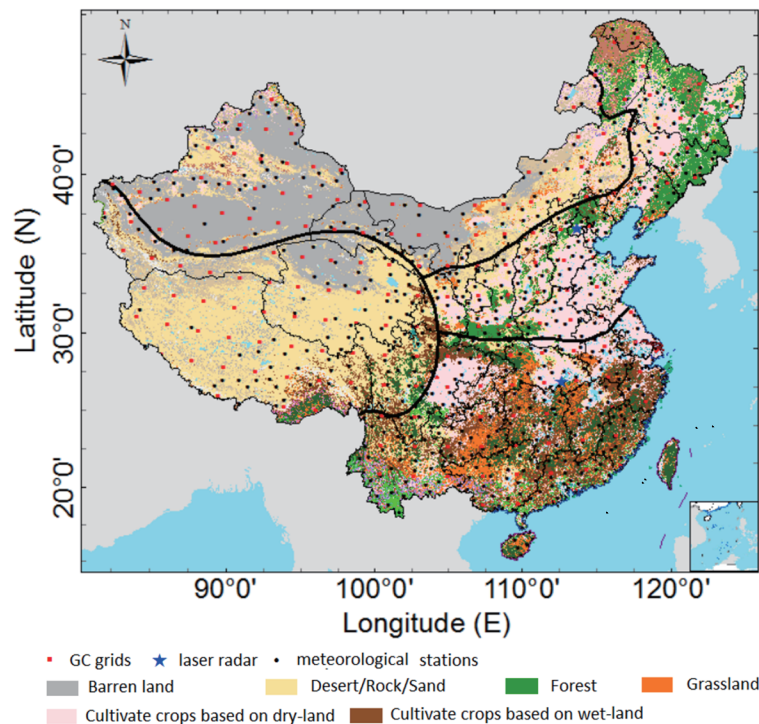 N
40°0'
30°0'
20°0'
Latitude (N)
90°0' 100°0' 110°0' 120°0'
Longitude (E)
GC grids laser radar meteorological stations
Barren land Desert/Rock/Sand Forest Grassland
Cultivate crops based on dry-land Cultivate crops based on wet-land